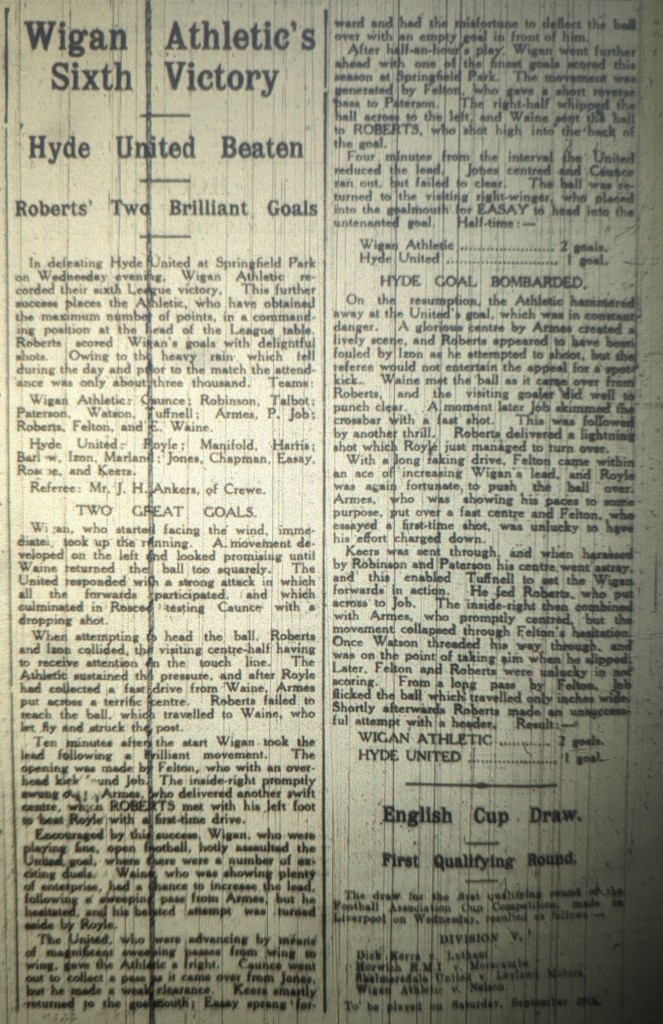 Wigan Athletic's
Sixth Victory
Hyde United Beaten
Roberts' Two Brilliant Goals
In defeating Hyde United at Springfield Park
on Wednesday evening, Wigan Athletic re-
corded their sixth League victory. This further
success places the Athletic, who have obtained
the maximum number of points, in a command-
ing position at the head of the League table.
Roberts scored Wigan's goals with delightful
shots. Owing to the heavy rain which fell
during the day and prior to the match the attend-
ance was only about three thousand. Teams:
Wigan Athletic: Caunce; Robinson, Talbot;
Paterson, Watson, Tuffnell; Armes, P. Job;
Roberts, Felton, and E. Waine.
Hyde United: Royle; Manifold, Harris;
Barlow, Izon, Marland; Jones, Chapman, Easay,
Roscoe, and Keers.
Referee: Mr. J. H. Ankers, of Crewe.
TWO GREAT GOALS.
Wigan, who started facing the wind, imme-
diately took up the running. A movement de-
veloped on the left and looked promising until
Waine returned the ball too squarely. The
United responded with a strong attack in which
all the forwards participated, and which
culminated in Roscoe testing Caunce with a
dropping shot.
When attempting to head the ball, Roberts
and Izon collided, the visiting centre-half having
to receive attention on the touch line. The
Athletic sustained the pressure, and after Royle
had collected a fast drive from Waine, Armes
put across a terrific centre. Roberts failed to
reach the ball, which travelled to Waine, who
let fly and struck the post.
Ten minutes after the start Wigan took the
lead following a brilliant movement. The
opening was made by Felton, who with an over-
head kick found Job. The inside-right promptly
swung out to Armes, who delivered another swift
centre, which ROBERTS met with his left foot
to beat Royle with a first-time drive.
Encouraged by this success, Wigan, who were
playing fine, open football, hotly assaulted the
United goal, where there were a number of ex-
citing duels. Waine, who was showing plenty
of enterprise, had a chance to increase the lead,
following a sweeping pass from Armes, but he
hesitated, and his belated attempt was turned
aside by Royle.
The United, who were advancing by means
of magnificent sweeping passes from wing to
wing, gave the Athletic a fright. Caunce went
out to collect a pass as it came over from Jones,
but he made a weak clearance. Keers smartly
returned to the goalmouth; Essay sprang for-
ward and had the misfortune to deflect the ball
over with an empty goal in front of him.
After half-an-hour's play, Wigan went further
ahead with one of the finest goals scored this
season at Springfield Park. The movement was
generated by Felton, who gave a short reverse
pass to Paterson. The right-half whipped the
ball across to the left, and Waine sent the ball
to ROBERTS, who shot high into the back of
the goal.
Four minutes from the interval the United
reduced the lead. Jones centred and Caunce
ran out, but failed to clear. The ball was re-
turned to the visiting right-winger, who placed
into the goalmouth for EASAY to head into the
untenanted goal. Half-time:—
Wigan Athletic .................. 2 goals.
Hyde United ..................... 1 goal.
HYDE GOAL BOMBARDED.
On the resumption, the Athletic hammered
away at the United's goal, which was in constant
danger. A glorious centre by Armes created a
lively scene, and Roberts appeared to have been
fouled by Izon as he attempted to shoot, but the
referee would not entertain the appeal for a spot
kick. Waine met the ball as it came over from
Roberts, and the visiting goaler did well to
punch clear. A moment later Job skimmed the
crossbar with a fast shot. This was followed
by another thrill. Roberts delivered a lightning
shot which Royle just managed to turn over.
With a long raking drive, Felton came within
an ace of increasing Wigan's lead, and Royle
was again fortunate to push the ball over.
Armes, who was showing his paces to some
purpose, put over a fast centre and Felton, who
essayed a first-time shot, was unlucky to have
his effort charged down.
Keers was sent through, and when harassed
by Robinson and Paterson his centre went astray,
and this enabled Tuffnell to set the Wigan
forwards in action. He fed Roberts, who put
across to Job. The inside-right then combined
with Armes, who promptly centred, but the
movement collapsed through Felton's hesitation.
Once Watson threaded his way through, and
was on the point of taking aim when he slipped.
Later, Felton and Roberts were unlucky in not
scoring. From a long pass by Felton, Job
flicked the ball which travelled only inches wide.
Shortly afterwards Roberts made an unsuccess-
ful attempt with a header. Result:—
WIGAN ATHLETIC ........... 2 goals.
HYDE UNITED ................ 1 goal.
English Cup Draw.
First Qualifying Round.
The draw for the first qualifying round of the
Football Association Cup Competition, made in
Liverpool on Wednesday, resulted as follows:—
DIVISION V.
Dick Kerrs v. Lytham.
Horwich R.M.I. v. Morecambe.
Breightmet United v. Leyland Motors.
Wigan Athletic v. Nelson.
To be played on Saturday, September